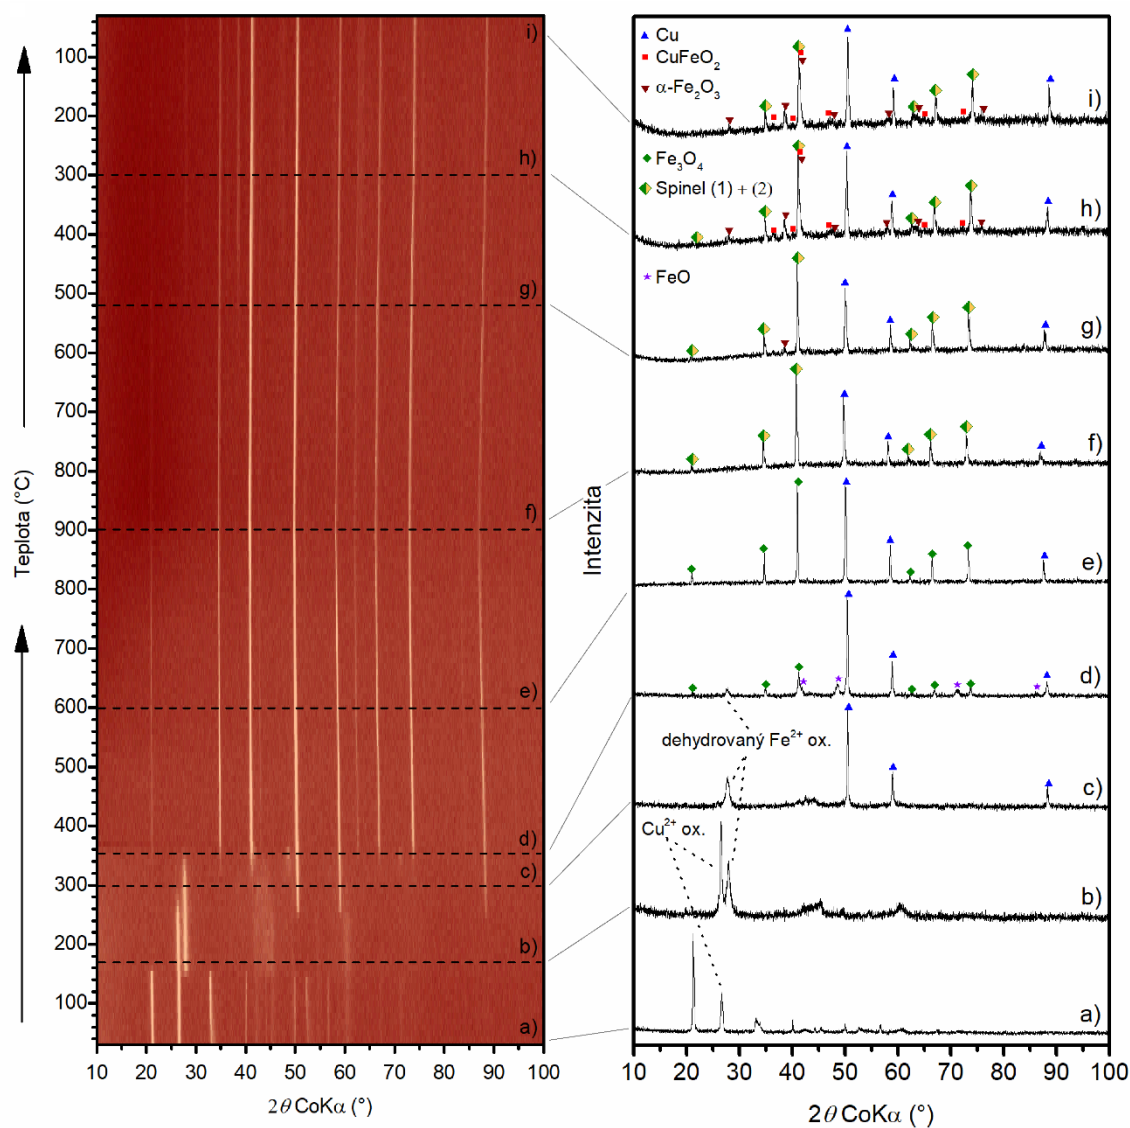 Teplota (°C)
100
200
300
400
500
600
700
800
900
800
700
600
500
400
300
200
100
i)
h)
g)
f)
e)
d)
c)
b)
a)
10 20 30 40 50 60 70 80 90 100
2θ CoKα (°)
Intenzita
Cu
CuFeO₂
α-Fe₂O₃
Fe₃O₄
Spinel (1) + (2)
FeO
i)
h)
g)
f)
e)
d)
dehydrovaný Fe²⁺ ox.
c)
Cu²⁺ ox.
b)
a)
10 20 30 40 50 60 70 80 90 100
2θ CoKα (°)